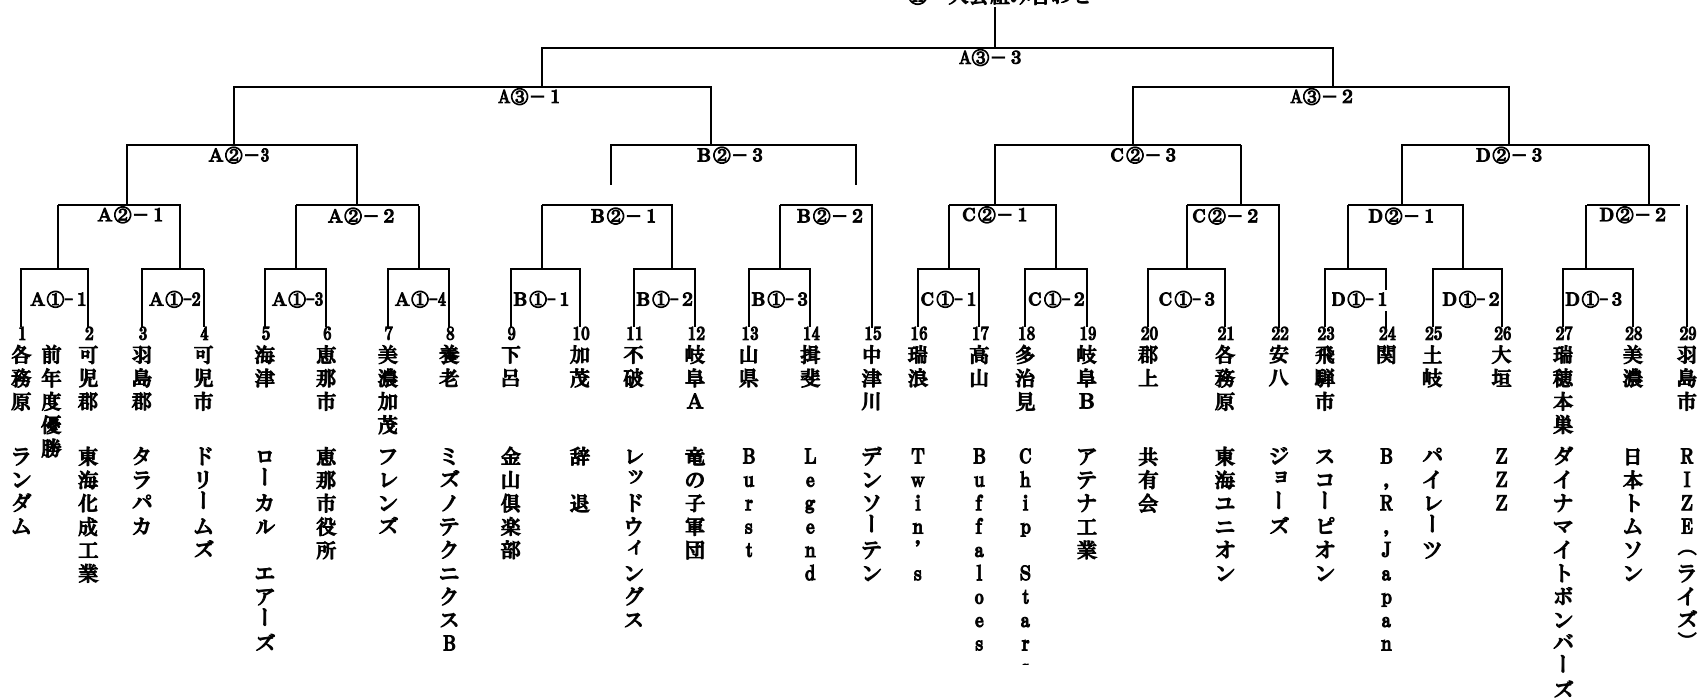 A③－3
A③－1
A③－2
A②－3
B②－3
C②－3
D②－3
A②－1
A②－2
B②－1
B②－2
C②－1
C②－2
D②－1
D②－2
A①-1
A①-2
A①-3
A①-4
B①-1
B①-2
B①-3
C①-1
C①-2
C①-3
D①-1
D①-2
D①-3
1 各務原 ランダム
前年度優勝
2 可児郡 東海化成工業
3 羽島郡 タラパカ
4 可児市 ドリームズ
5 海津 ローカル エアーズ
6 恵那市 恵那市役所
7 美濃加茂 フレンズ
8 養老 ミズノテクニクスB
9 下呂 金山倶楽部
10 加茂 辞 退
11 不破 レッドウィングス
12 岐阜A 竜の子軍団
13 山県 Burst
14 揖斐 Legend
15 中津川 デンソーテン
16 瑞浪 Twin’s
17 高山 Buffaloes
18 多治見 Chip Star
19 岐阜B アテナ工業
20 郡上 共有会
21 各務原 東海ユニオン
22 安八 ジョーズ
23 飛騨市 スコーピオン
24 関 B,R,Japan
25 土岐 パイレーツ
26 大垣 ZZZ
27 瑞穂本巣 ダイナマイトボンバーズ
28 美濃 日本トムソン
29 羽島市 RIZE（ライズ）